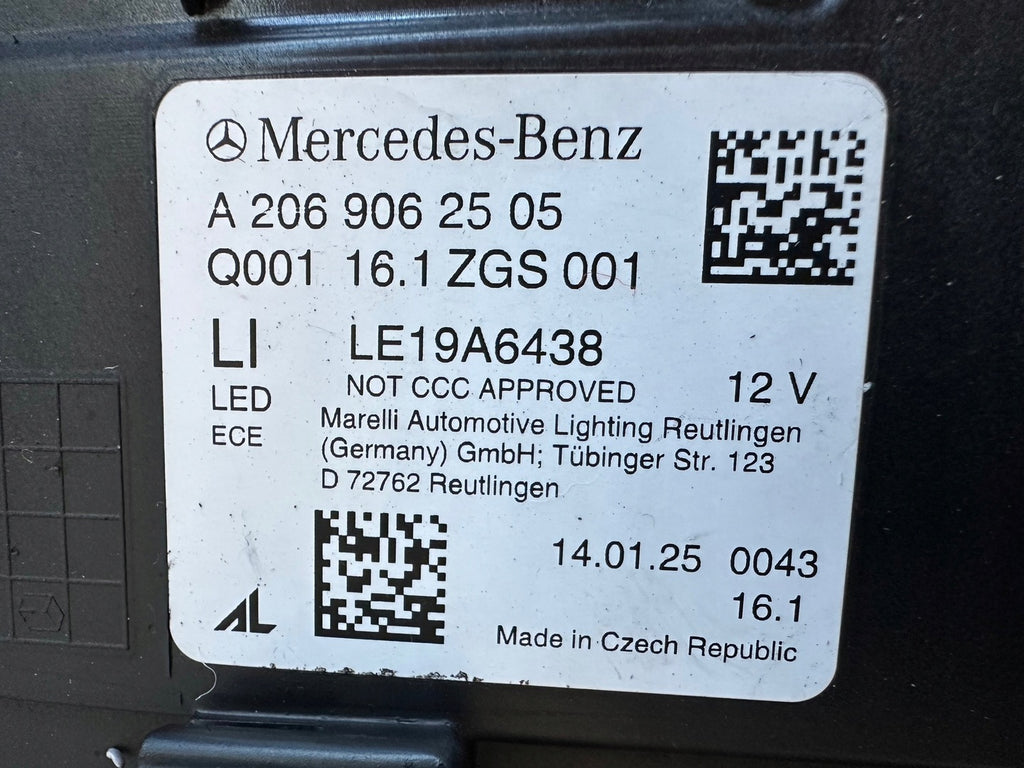 Mercedes-Benz
A 206 906 25 05
Q001 16.1 ZGS 001
LI LE19A6438
LED NOT CCC APPROVED 12 V
ECE Marelli Automotive Lighting Reutlingen
(Germany) GmbH; Tübinger Str. 123
D 72762 Reutlingen
14.01.25 0043
16.1
AL
Made in Czech Republic